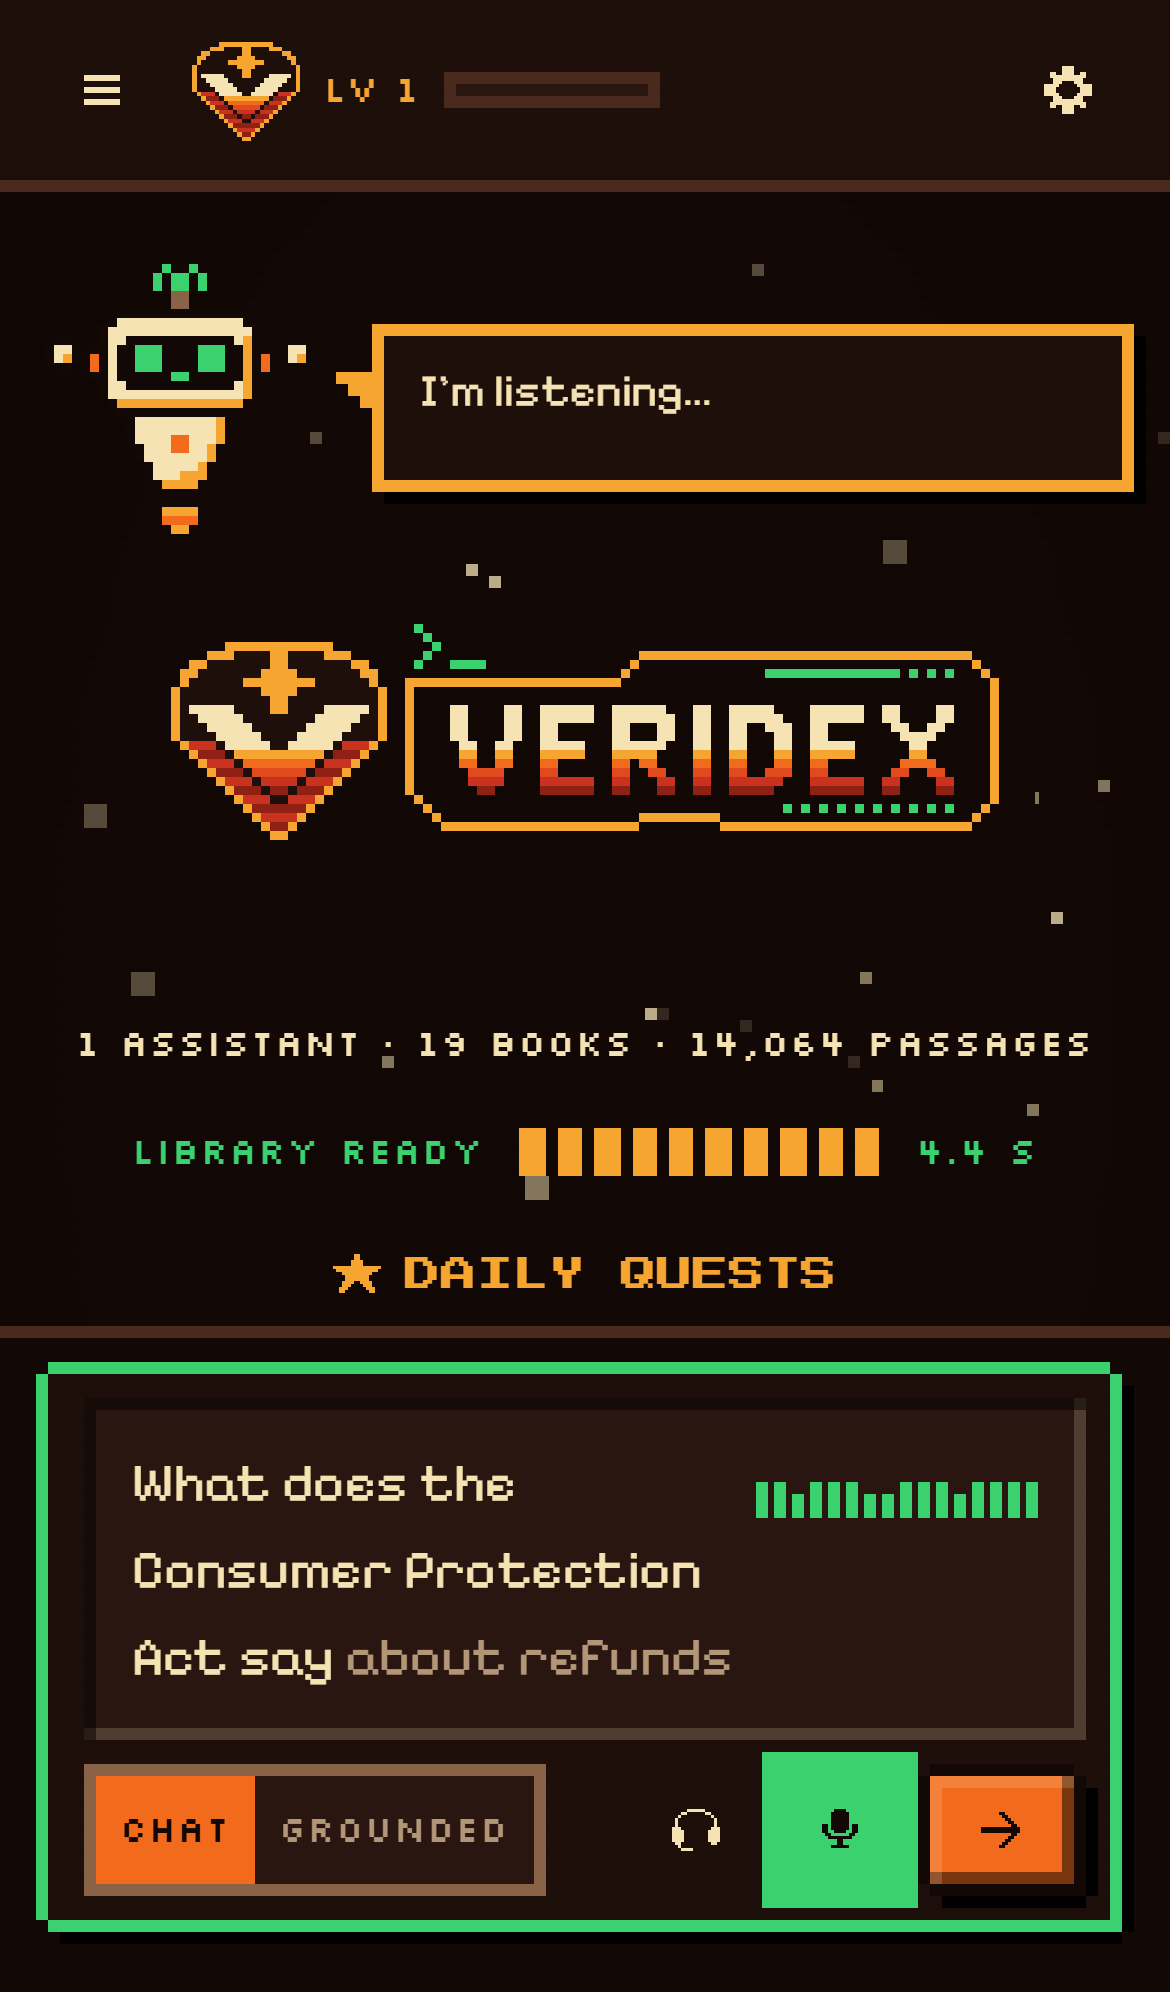 LV 1
I'm listening...
>_
VERIDEX
1 ASSISTANT · 19 BOOKS · 14,064 PASSAGES
LIBRARY READY 4.4 S
DAILY QUESTS
What does the
Consumer Protection
Act say about refunds
CHAT GROUNDED